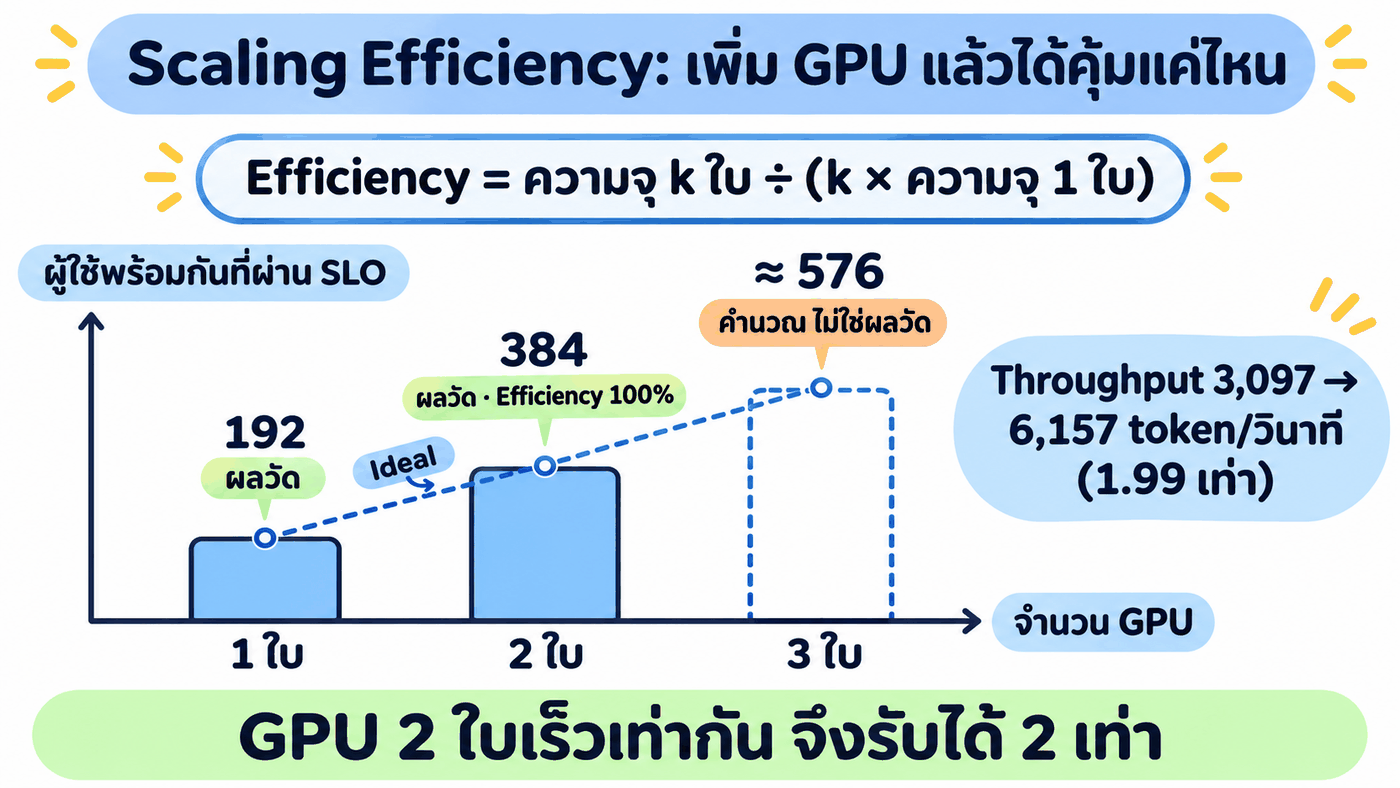 Scaling Efficiency: เพิ่ม GPU แล้วได้คุ้มแค่ไหน
Efficiency = ความจุ k ใบ ÷ (k × ความจุ 1 ใบ)
ผู้ใช้พร้อมกันที่ผ่าน SLO
≈ 576
คำนวณ ไม่ใช่ผลวัด
384
ผลวัด · Efficiency 100%
192
ผลวัด
Ideal
Throughput 3,097 →
6,157 token/วินาที
(1.99 เท่า)
1 ใบ
2 ใบ
3 ใบ
จำนวน GPU
GPU 2 ใบเร็วเท่ากัน จึงรับได้ 2 เท่า